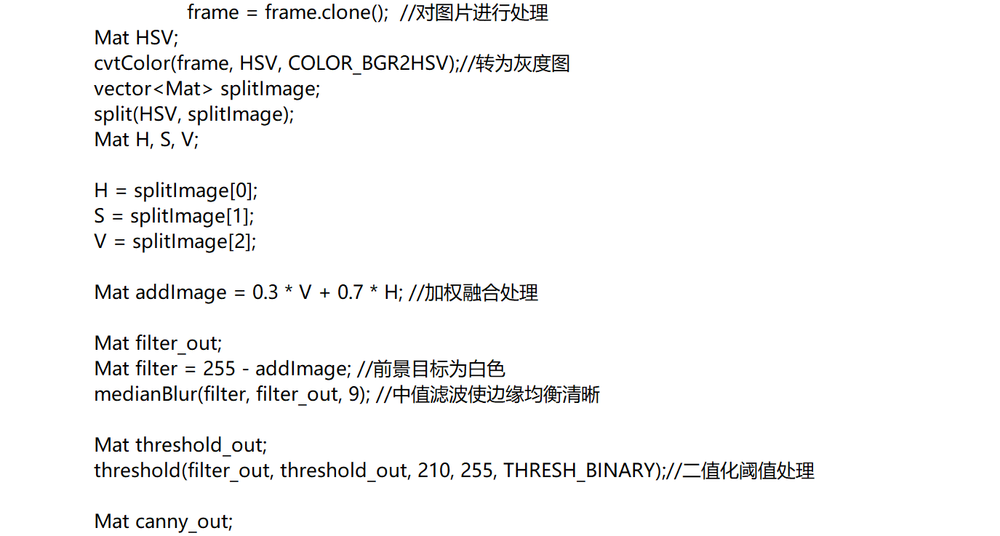 frame = frame.clone();  //对图片进行处理
Mat HSV;
cvtColor(frame, HSV, COLOR_BGR2HSV);//转为灰度图
vector<Mat> splitImage;
split(HSV, splitImage);
Mat H, S, V;
H = splitImage[0];
S = splitImage[1];
V = splitImage[2];
Mat addImage = 0.3 * V + 0.7 * H; //加权融合处理
Mat filter_out;
Mat filter = 255 - addImage; //前景目标为白色
medianBlur(filter, filter_out, 9); //中值滤波使边缘均衡清晰
Mat threshold_out;
threshold(filter_out, threshold_out, 210, 255, THRESH_BINARY);//二值化阈值处理
Mat canny_out;